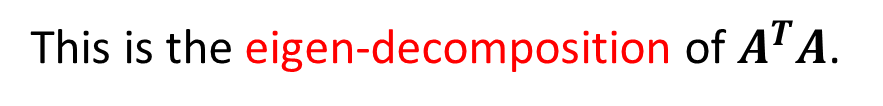 This is the eigen-decomposition of AᵀA.